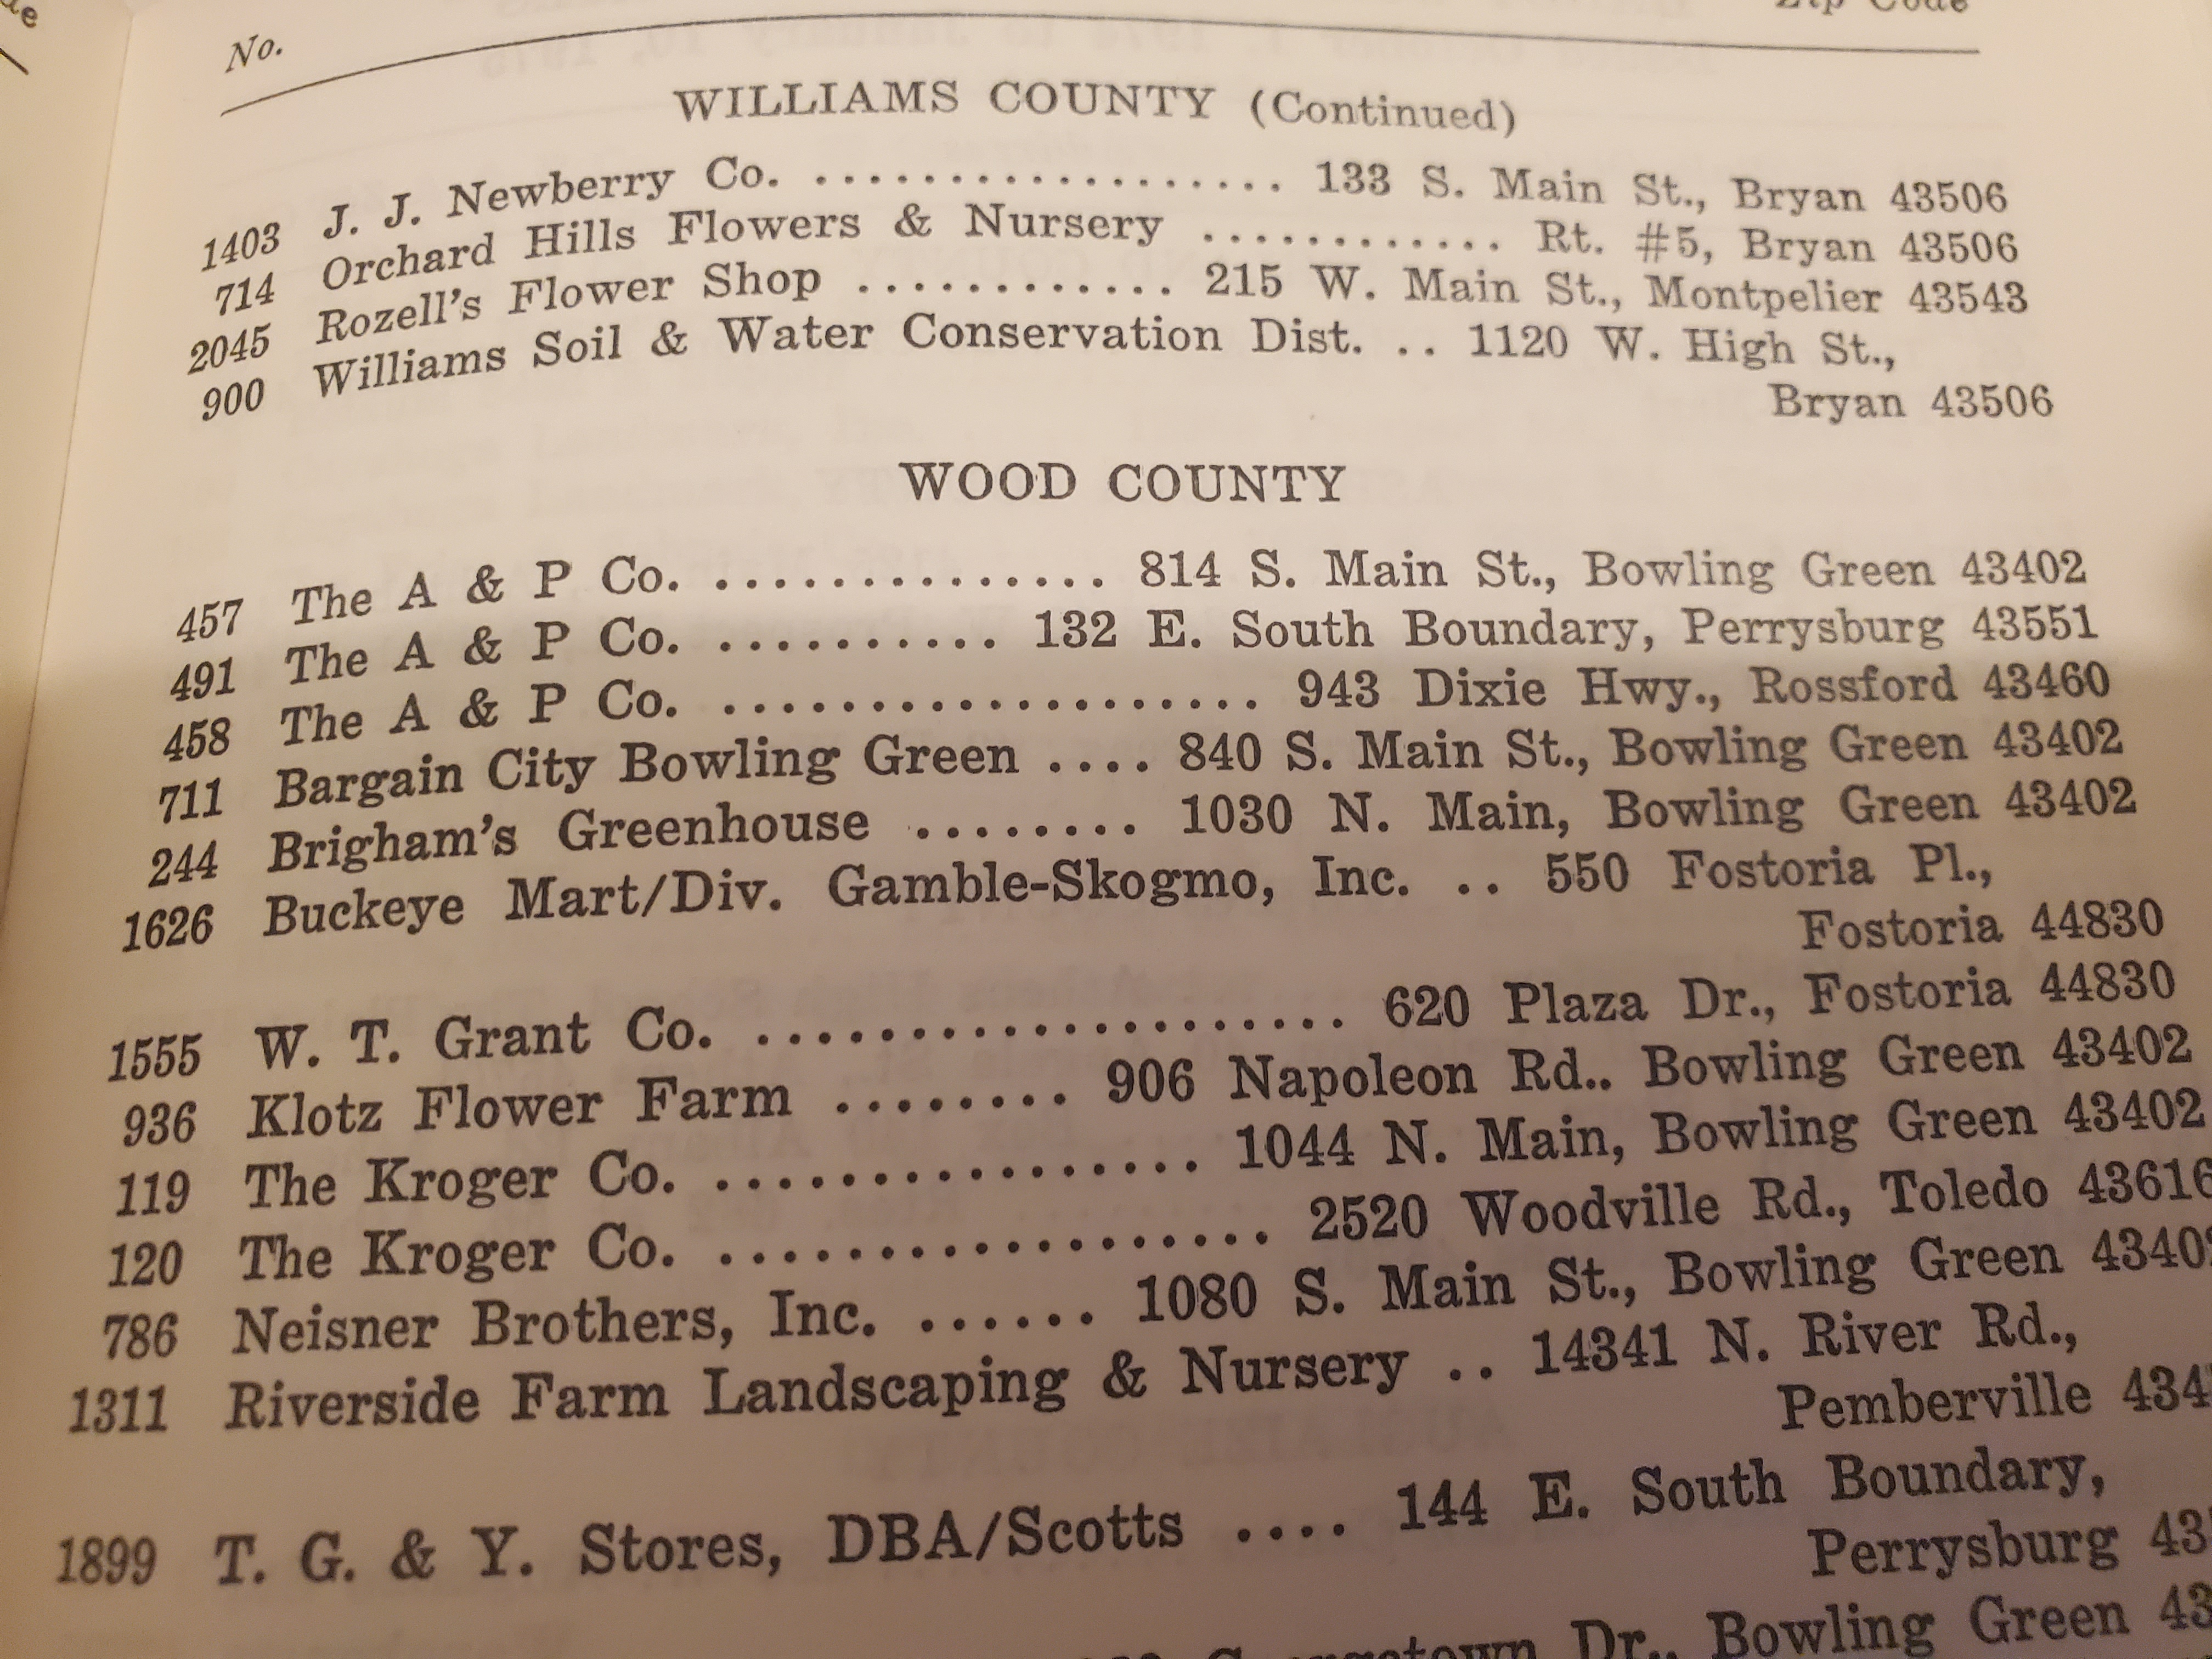 No.
Zip Code
WILLIAMS COUNTY (Continued)
1403 J. J. Newberry Co. .................. 133 S. Main St., Bryan 43506
714 Orchard Hills Flowers & Nursery ............ Rt. #5, Bryan 43506
2045 Rozell's Flower Shop ............ 215 W. Main St., Montpelier 43543
900 Williams Soil & Water Conservation Dist. .. 1120 W. High St.,
Bryan 43506
WOOD COUNTY
457 The A & P Co. ............... 814 S. Main St., Bowling Green 43402
491 The A & P Co. .......... 132 E. South Boundary, Perrysburg 43551
458 The A & P Co. ................... 943 Dixie Hwy., Rossford 43460
711 Bargain City Bowling Green .... 840 S. Main St., Bowling Green 43402
244 Brigham's Greenhouse ........ 1030 N. Main, Bowling Green 43402
1626 Buckeye Mart/Div. Gamble-Skogmo, Inc. .. 550 Fostoria Pl.,
Fostoria 44830
1555 W. T. Grant Co. ..................... 620 Plaza Dr., Fostoria 44830
936 Klotz Flower Farm ........ 906 Napoleon Rd.. Bowling Green 43402
119 The Kroger Co. ................. 1044 N. Main, Bowling Green 43402
120 The Kroger Co. ................... 2520 Woodville Rd., Toledo 43616
786 Neisner Brothers, Inc. ...... 1080 S. Main St., Bowling Green 4340
1311 Riverside Farm Landscaping & Nursery .. 14341 N. River Rd.,
Pemberville 434
1899 T. G. & Y. Stores, DBA/Scotts .... 144 E. South Boundary,
Perrysburg 43
Dr., Bowling Green 43